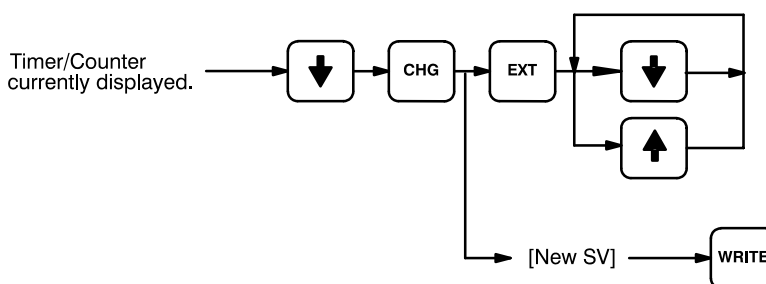 Timer/Counter
currently displayed.
CHG
EXT
[New SV]
WRITE